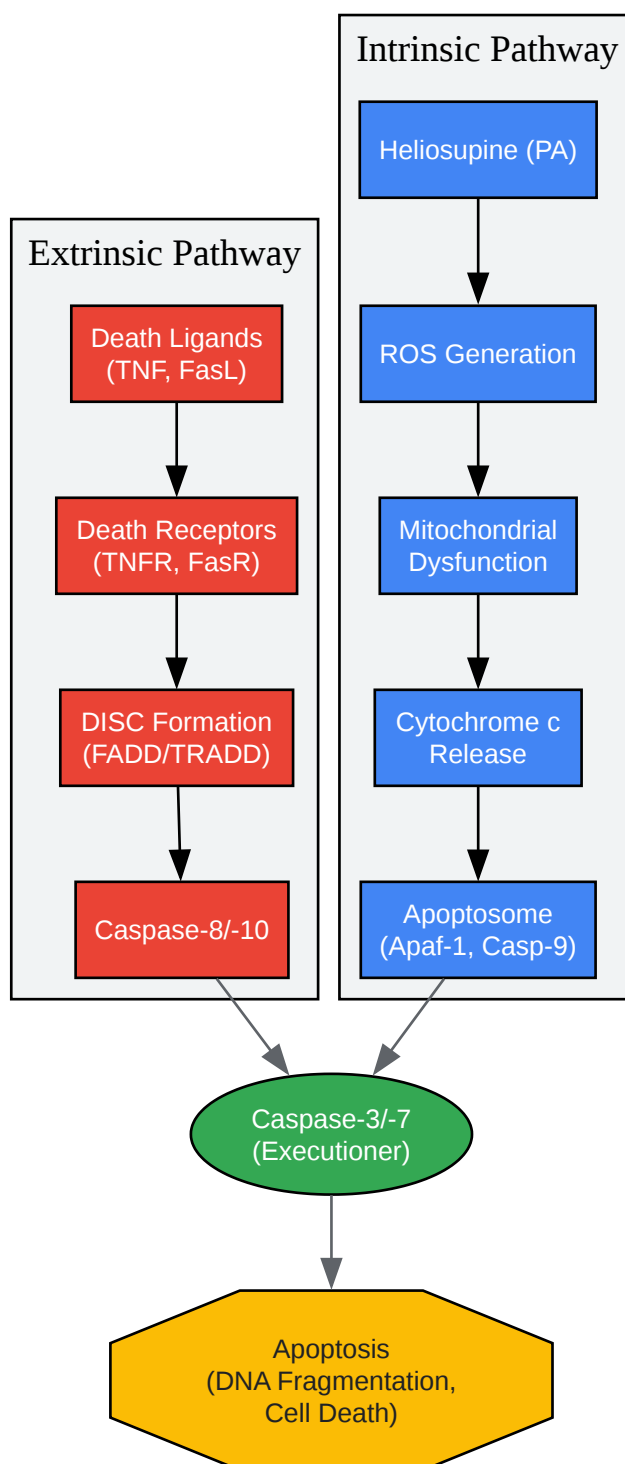 Intrinsic Pathway
Heliosupine (PA)
ROS Generation
Mitochondrial
Dysfunction
Cytochrome c
Release
Apoptosome
(Apaf-1, Casp-9)
Extrinsic Pathway
Death Ligands
(TNF, FasL)
Death Receptors
(TNFR, FasR)
DISC Formation
(FADD/TRADD)
Caspase-8/-10
Caspase-3/-7
(Executioner)
Apoptosis
(DNA Fragmentation,
Cell Death)